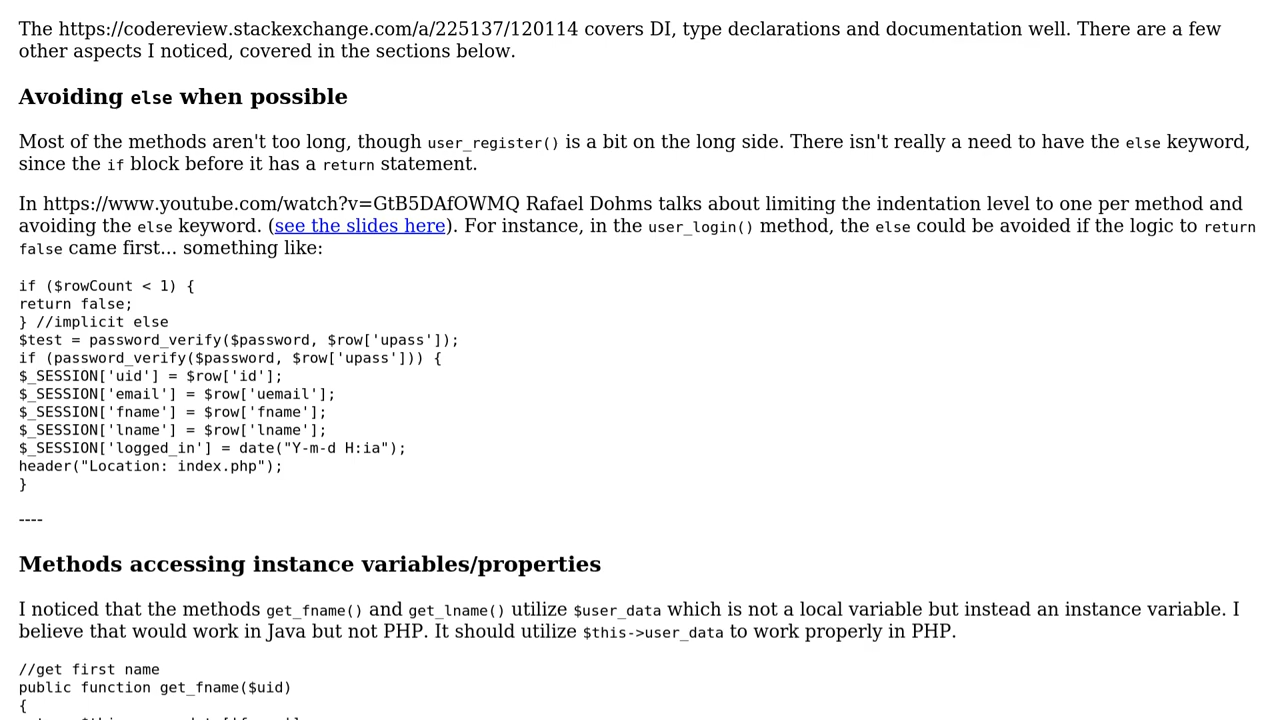 The https://codereview.stackexchange.com/a/225137/120114 covers DI, type declarations and documentation well. There are a few
other aspects I noticed, covered in the sections below.
Avoiding else when possible
Most of the methods aren't too long, though user_register() is a bit on the long side. There isn't really a need to have the else keyword,
since the if block before it has a return statement.
In https://www.youtube.com/watch?v=GtB5DAfOWMQ Rafael Dohms talks about limiting the indentation level to one per method and
avoiding the else keyword. (see the slides here). For instance, in the user_login() method, the else could be avoided if the logic to return
false came first... something like:
if ($rowCount < 1) {
return false;
} //implicit else
$test = password_verify($password, $row['upass']);
if (password_verify($password, $row['upass'])) {
$_SESSION['uid'] = $row['id'];
$_SESSION['email'] = $row['uemail'];
$_SESSION['fname'] = $row['fname'];
$_SESSION['lname'] = $row['lname'];
$_SESSION['logged_in'] = date("Y-m-d H:ia");
header("Location: index.php");
}
----
Methods accessing instance variables/properties
I noticed that the methods get_fname() and get_lname() utilize $user_data which is not a local variable but instead an instance variable. I
believe that would work in Java but not PHP. It should utilize $this->user_data to work properly in PHP.
//get first name
public function get_fname($uid)
{